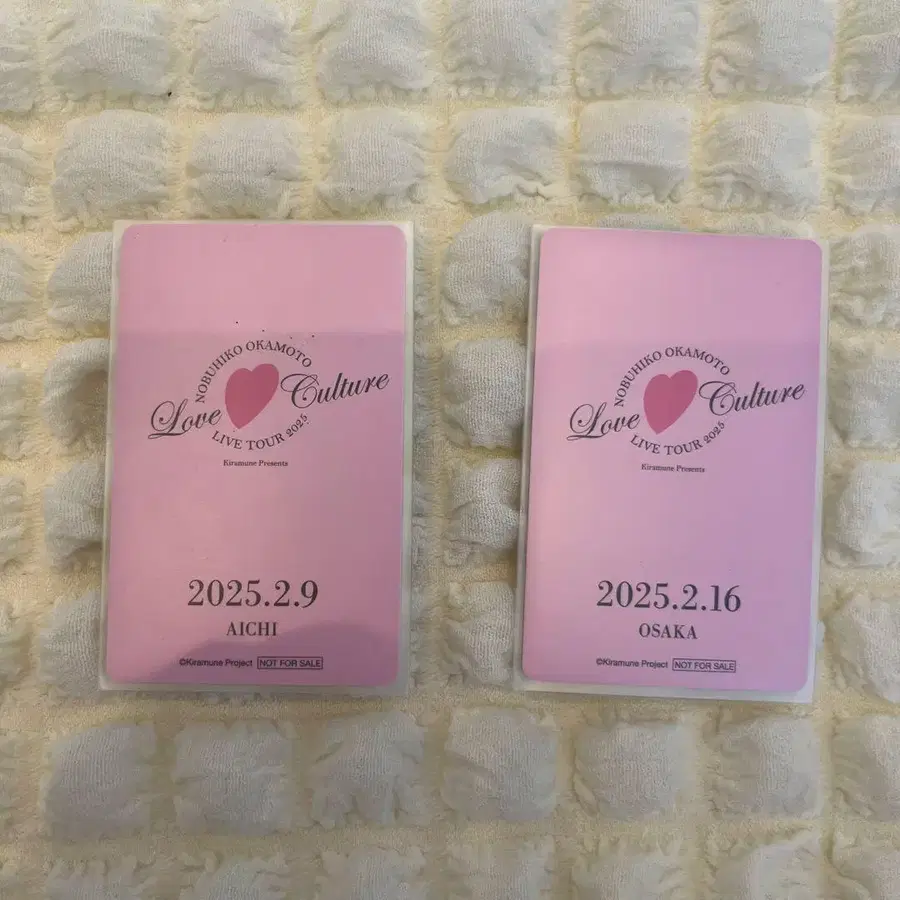 NOBUHIKO OKAMOTO
Love Culture
LIVE TOUR 2025
Kiramune Presents
2025.2.9
AICHI
©Kiramune Project NOT FOR SALE
NOBUHIKO OKAMOTO
Love Culture
LIVE TOUR 2025
Kiramune Presents
2025.2.16
OSAKA
©Kiramune Project NOT FOR SALE